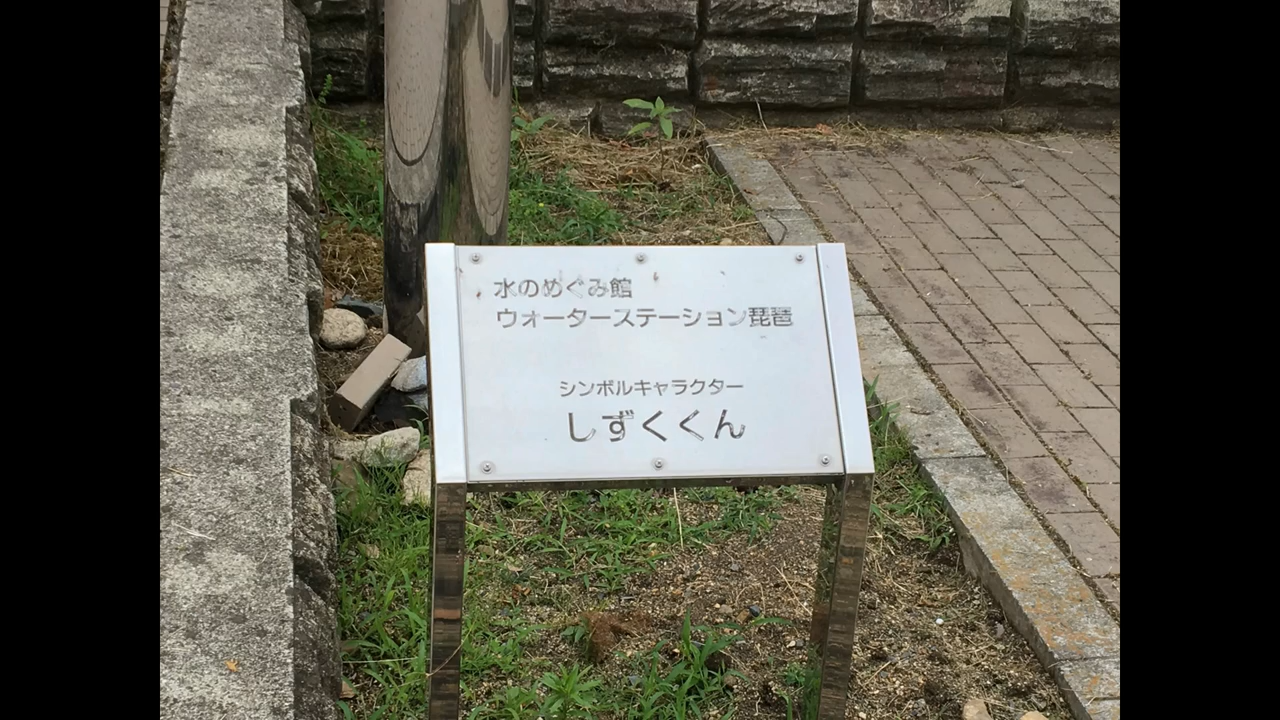 水のめぐみ館
ウォーターステーション琵琶
シンボルキャラクター
しずくくん